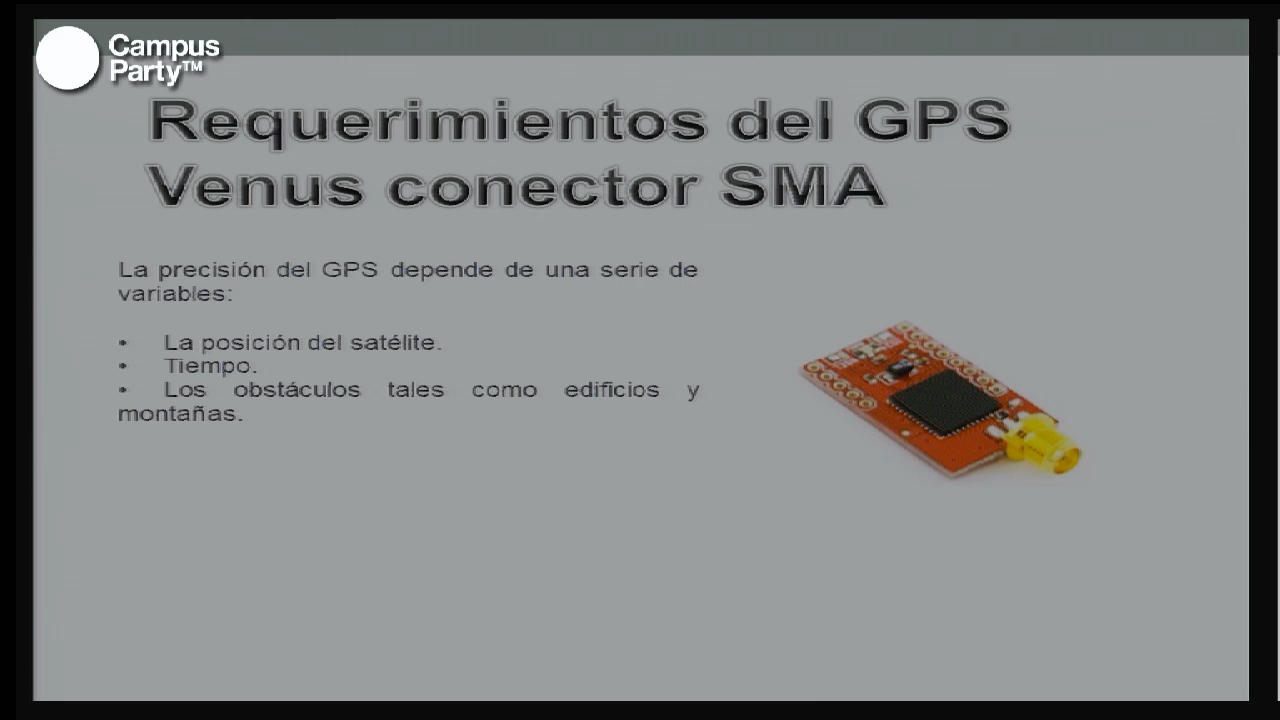 Campus
Party™
Requerimientos del GPS
Venus conector SMA
La precisión del GPS depende de una serie de
variables:
• La posición del satélite.
• Tiempo.
• Los obstáculos tales como edificios y
montañas.